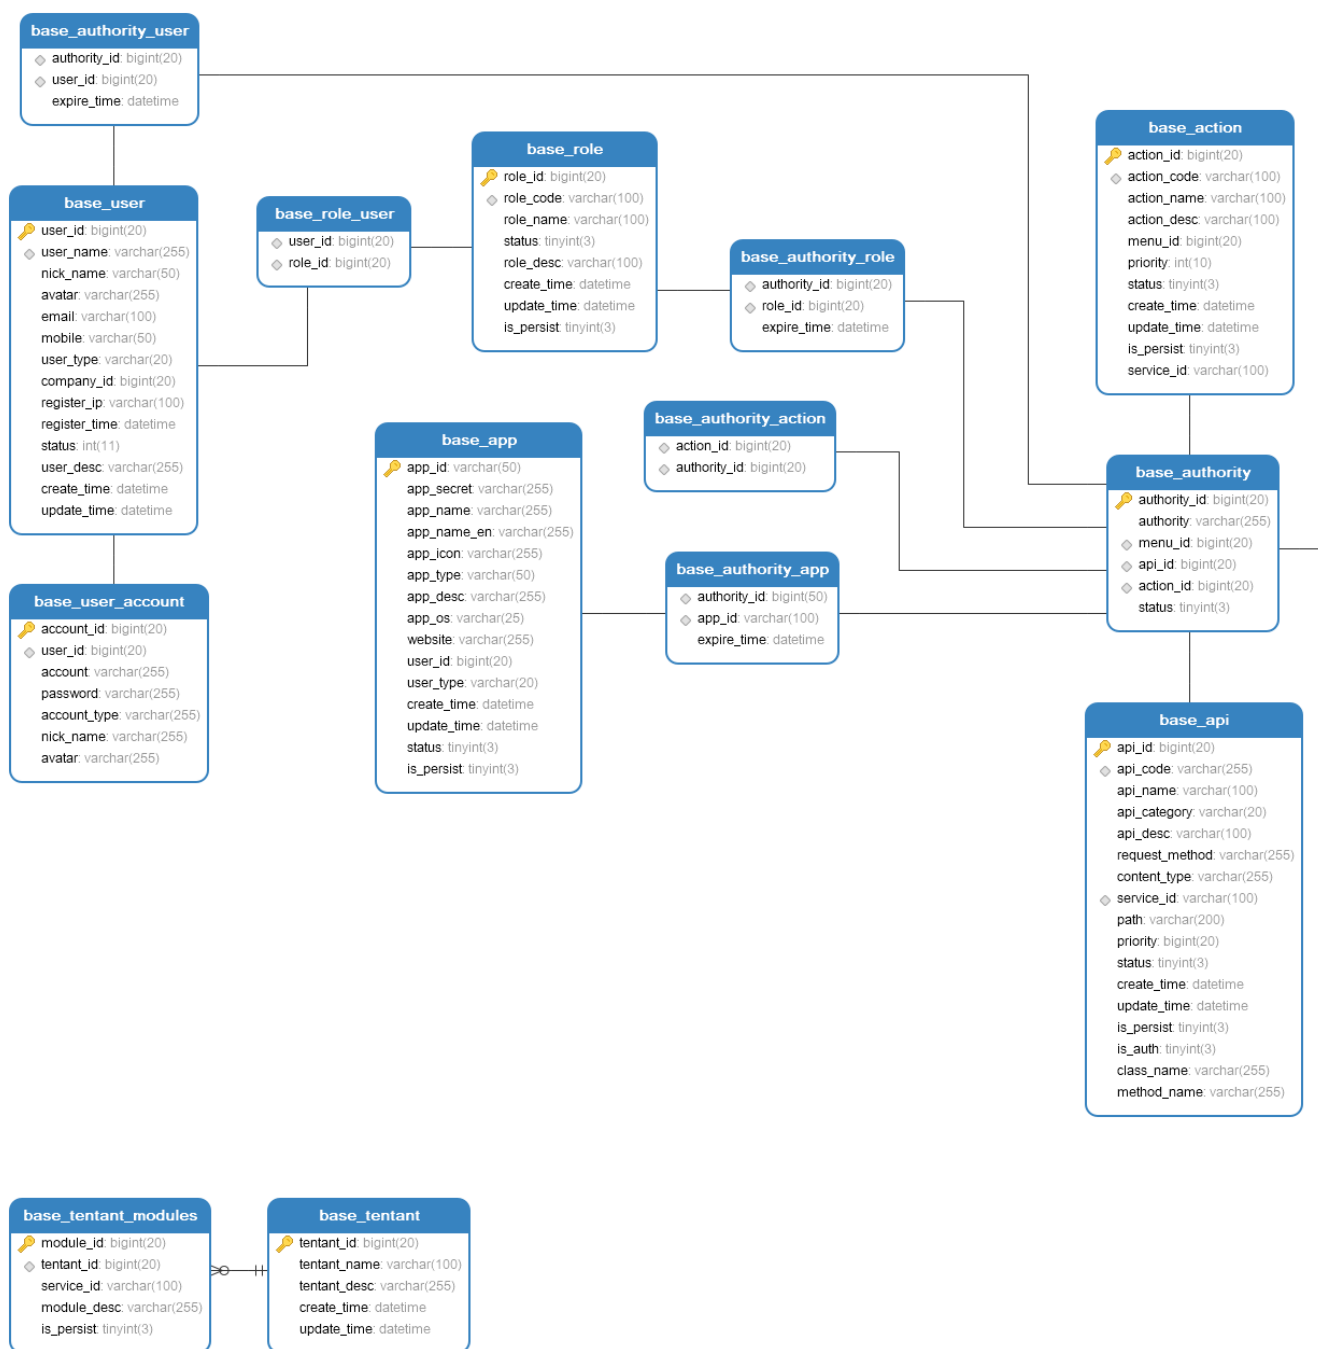 base_authority_user
authority_id: bigint(20)
user_id: bigint(20)
expire_time: datetime
base_user
user_id: bigint(20)
user_name: varchar(255)
nick_name: varchar(50)
avatar: varchar(255)
email: varchar(100)
mobile: varchar(50)
user_type: varchar(20)
company_id: bigint(20)
register_ip: varchar(100)
register_time: datetime
status: int(11)
user_desc: varchar(255)
create_time: datetime
update_time: datetime
base_user_account
account_id: bigint(20)
user_id: bigint(20)
account: varchar(255)
password: varchar(255)
account_type: varchar(255)
nick_name: varchar(255)
avatar: varchar(255)
base_role_user
user_id: bigint(20)
role_id: bigint(20)
base_role
role_id: bigint(20)
role_code: varchar(100)
role_name: varchar(100)
status: tinyint(3)
role_desc: varchar(100)
create_time: datetime
update_time: datetime
is_persist: tinyint(3)
base_authority_role
authority_id: bigint(20)
role_id: bigint(20)
expire_time: datetime
base_authority_action
action_id: bigint(20)
authority_id: bigint(20)
base_app
app_id: varchar(50)
app_secret: varchar(255)
app_name: varchar(255)
app_name_en: varchar(255)
app_icon: varchar(255)
app_type: varchar(50)
app_desc: varchar(255)
app_os: varchar(25)
website: varchar(255)
user_id: bigint(20)
user_type: varchar(20)
create_time: datetime
update_time: datetime
status: tinyint(3)
is_persist: tinyint(3)
base_authority_app
authority_id: bigint(50)
app_id: varchar(100)
expire_time: datetime
base_action
action_id: bigint(20)
action_code: varchar(100)
action_name: varchar(100)
action_desc: varchar(100)
menu_id: bigint(20)
priority: int(10)
status: tinyint(3)
create_time: datetime
update_time: datetime
is_persist: tinyint(3)
service_id: varchar(100)
base_authority
authority_id: bigint(20)
authority: varchar(255)
menu_id: bigint(20)
api_id: bigint(20)
action_id: bigint(20)
status: tinyint(3)
base_api
api_id: bigint(20)
api_code: varchar(255)
api_name: varchar(100)
api_category: varchar(20)
api_desc: varchar(100)
request_method: varchar(255)
content_type: varchar(255)
service_id: varchar(100)
path: varchar(200)
priority: bigint(20)
status: tinyint(3)
create_time: datetime
update_time: datetime
is_persist: tinyint(3)
is_auth: tinyint(3)
class_name: varchar(255)
method_name: varchar(255)
base_tentant_modules
module_id: bigint(20)
tentant_id: bigint(20)
service_id: varchar(100)
module_desc: varchar(255)
is_persist: tinyint(3)
base_tentant
tentant_id: bigint(20)
tentant_name: varchar(100)
tentant_desc: varchar(255)
create_time: datetime
update_time: datetime